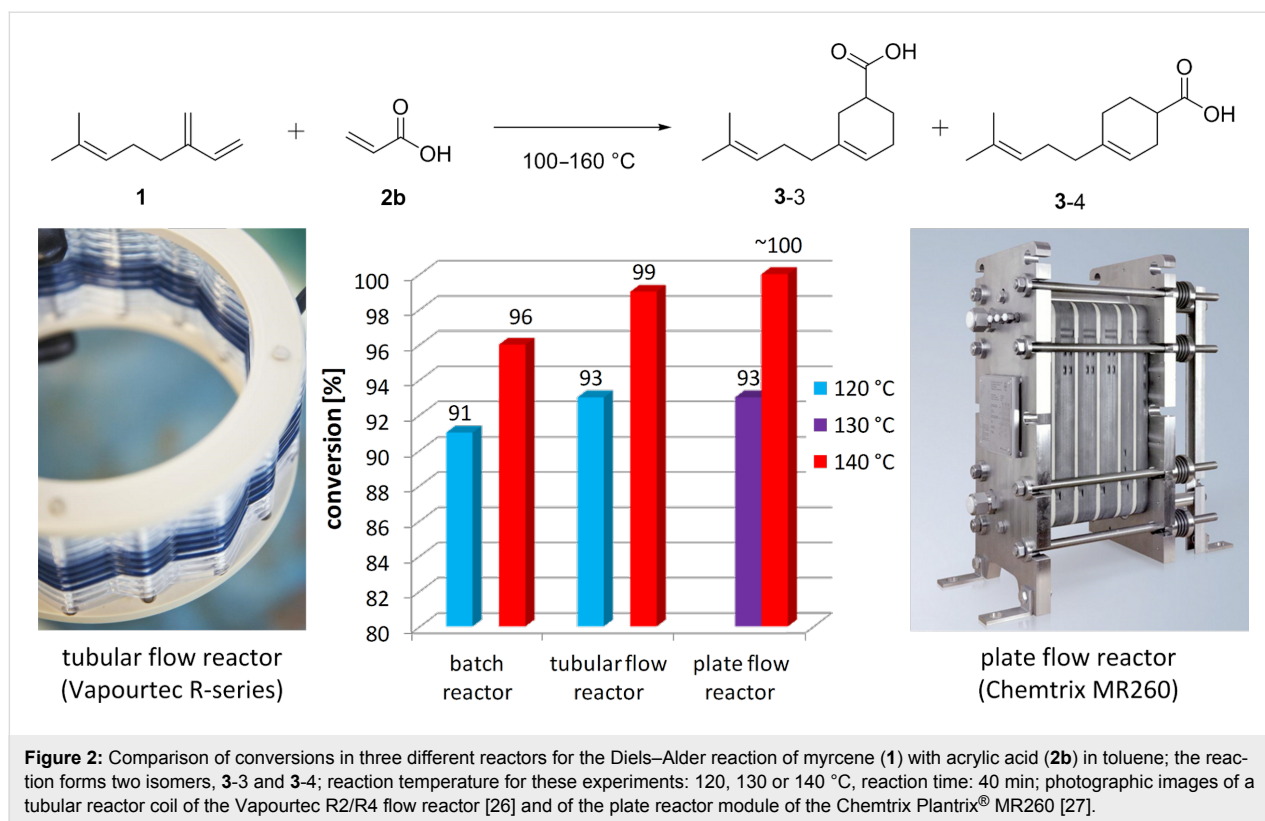 O
OH
O
OH
O
OH
+
+
100–160 °C
1
2b
3-3
3-4
conversion [%]
100
98
96
94
92
90
88
86
84
82
80
91
96
93
99
93
~100
batch
reactor
tubular flow
reactor
plate flow
reactor
120 °C
130 °C
140 °C
tubular flow reactor
(Vapourtec R-series)
plate flow reactor
(Chemtrix MR260)
Figure 2: Comparison of conversions in three different reactors for the Diels–Alder reaction of myrcene (1) with acrylic acid (2b) in toluene; the reac-
tion forms two isomers, 3-3 and 3-4; reaction temperature for these experiments: 120, 130 or 140 °C, reaction time: 40 min; photographic images of a
tubular reactor coil of the Vapourtec R2/R4 flow reactor [26] and of the plate reactor module of the Chemtrix Plantrix® MR260 [27].